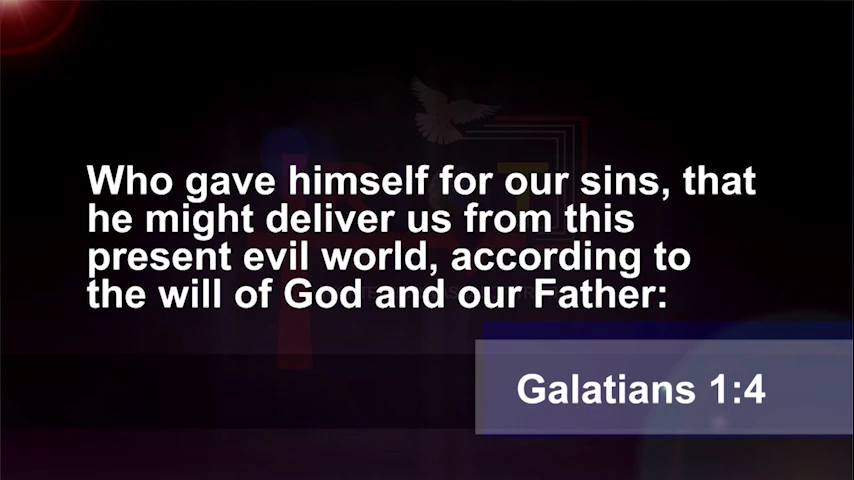 Who gave himself for our sins, that
he might deliver us from this
present evil world, according to
the will of God and our Father:
Galatians 1:4